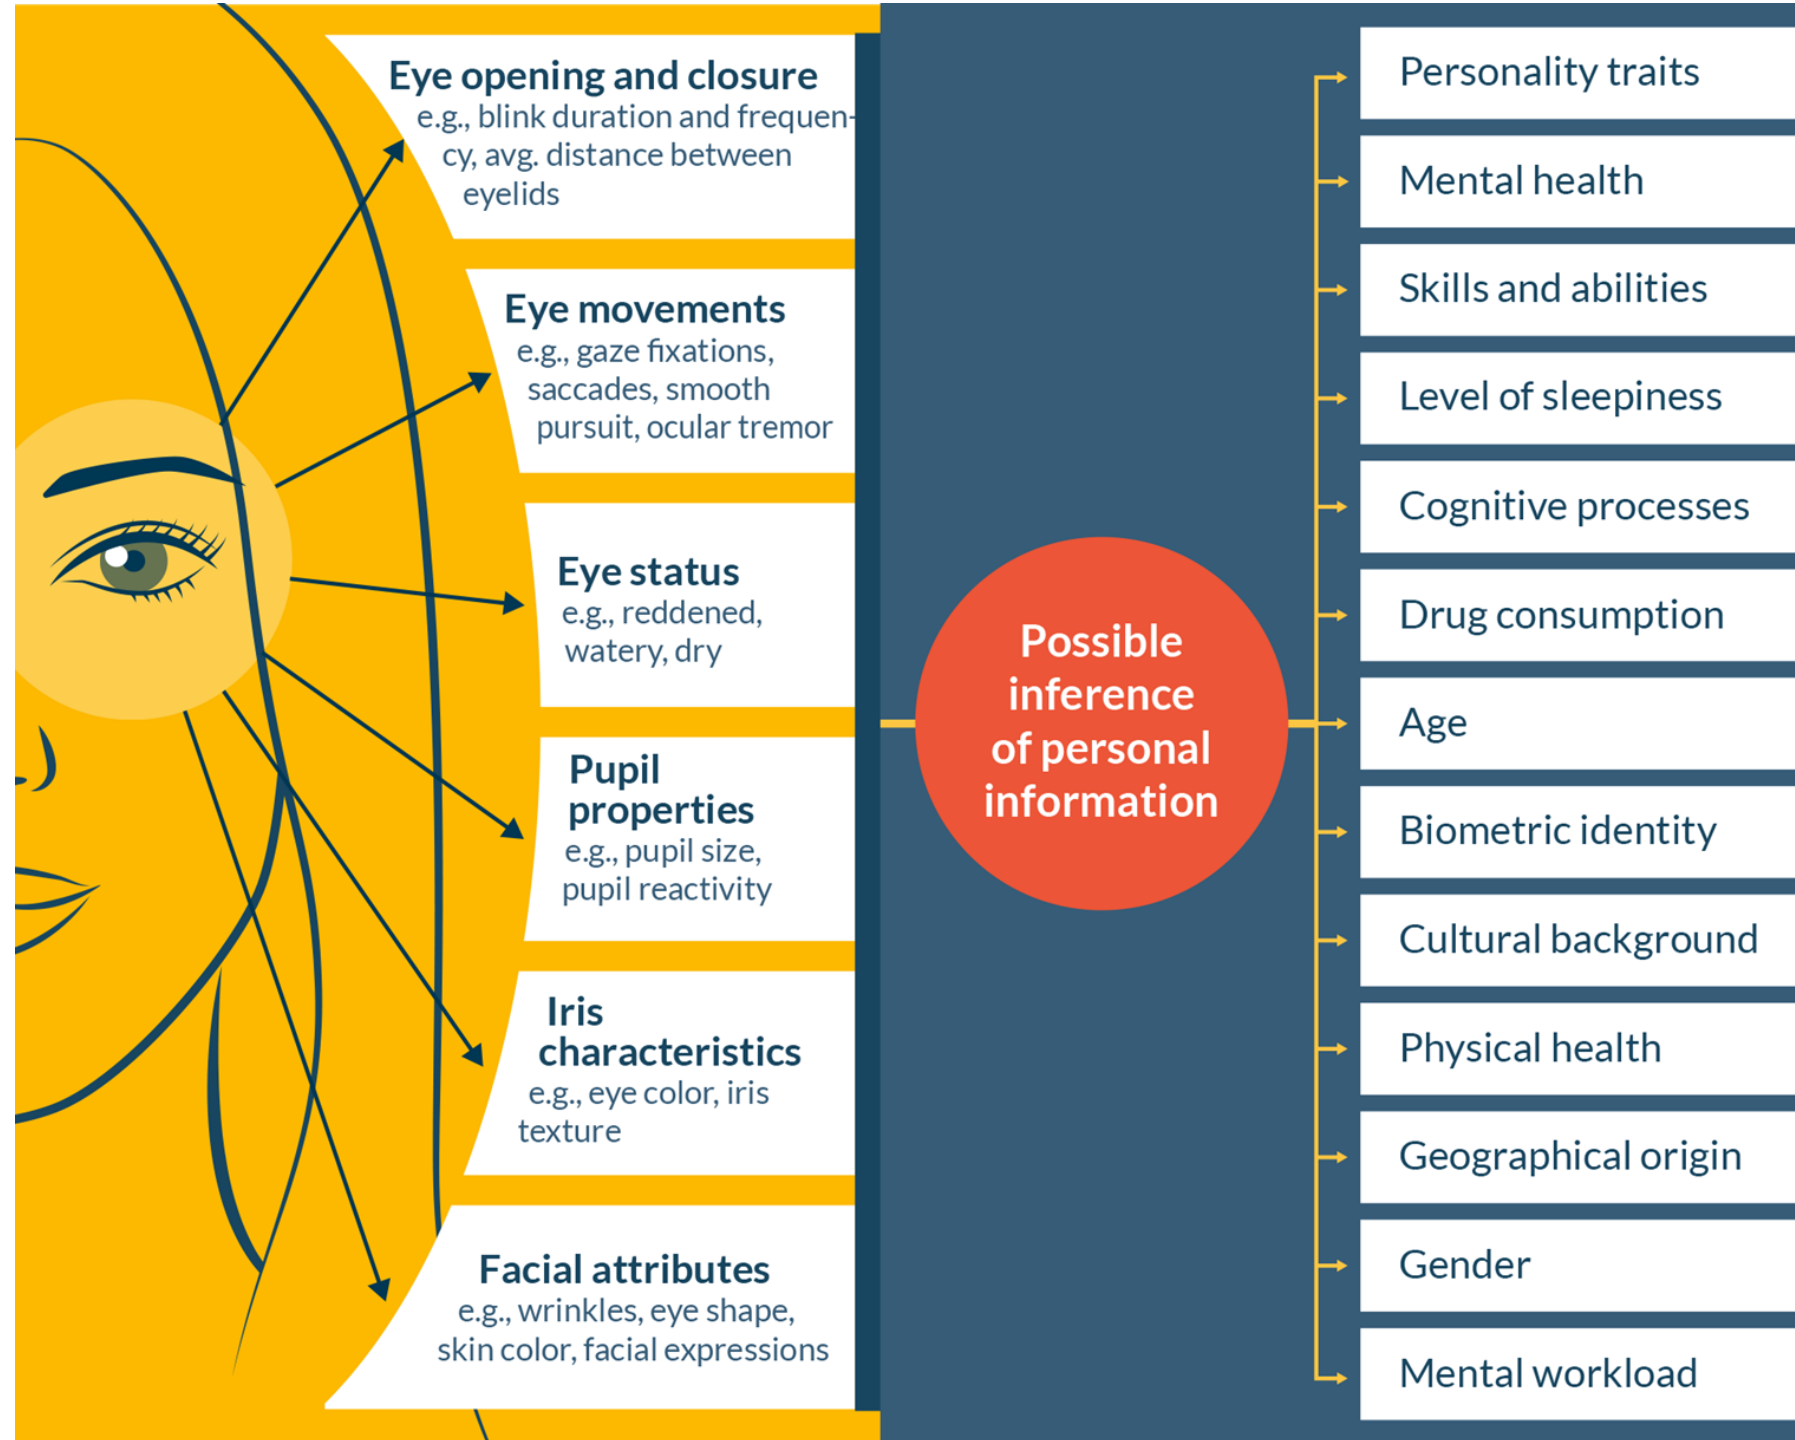 Eye opening and closure
e.g., blink duration and frequen-
cy, avg. distance between
eyelids
Eye movements
e.g., gaze fixations,
saccades, smooth
pursuit, ocular tremor
Eye status
e.g., reddened,
watery, dry
Pupil
properties
e.g., pupil size,
pupil reactivity
Iris
characteristics
e.g., eye color, iris
texture
Facial attributes
e.g., wrinkles, eye shape,
skin color, facial expressions
Possible
inference
of personal
information
Personality traits
Mental health
Skills and abilities
Level of sleepiness
Cognitive processes
Drug consumption
Age
Biometric identity
Cultural background
Physical health
Geographical origin
Gender
Mental workload